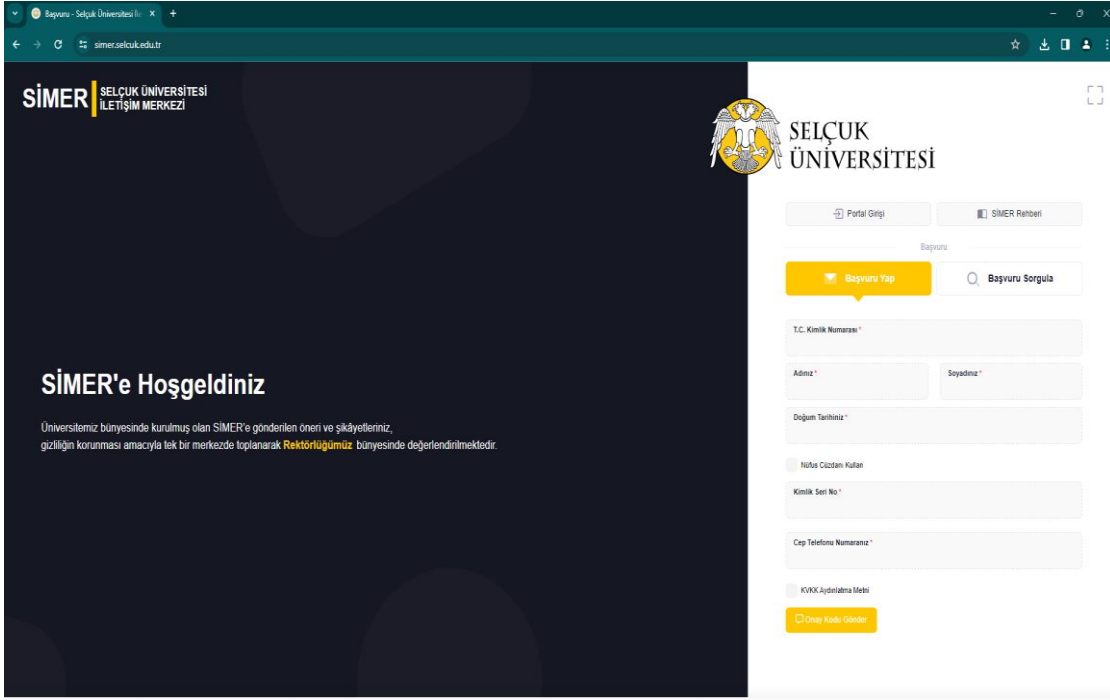 Başvuru - Selçuk Üniversitesi İle
simer.selcuk.edu.tr
SİMER
SELÇUK ÜNİVERSİTESİ
İLETİŞİM MERKEZİ
SELÇUK
ÜNİVERSİTESİ
Portal Girişi
SİMER Rehberi
Başvuru
Başvuru Yap
Başvuru Sorgula
T.C. Kimlik Numarası *
Adınız *
Soyadınız *
Doğum Tarihiniz *
Nüfus Cüzdanı Kullan
Kimlik Seri No *
Cep Telefonu Numaranız *
KVKK Aydınlatma Metni
Onay Kodu Gönder
SİMER'e Hoşgeldiniz
Üniversitemiz bünyesinde kurulmuş olan SİMER'e gönderilen öneri ve şikâyetleriniz,
gizliliğin korunması amacıyla tek bir merkezde toplanarak Rektörlüğümüz bünyesinde değerlendirilmektedir.